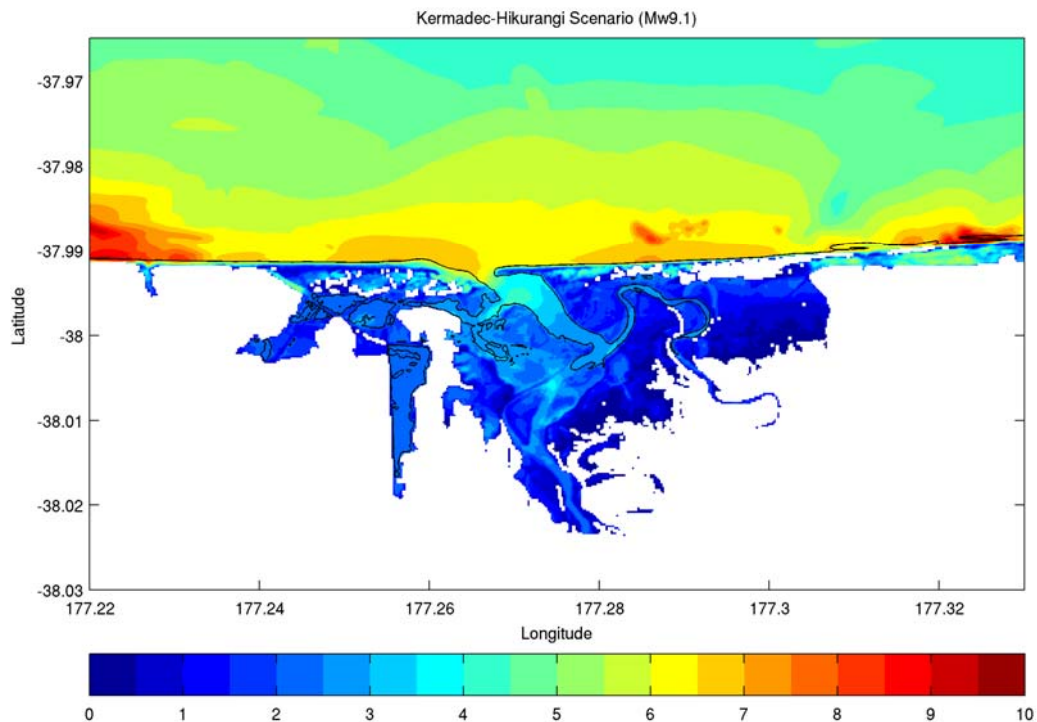 Kermadec-Hikurangi Scenario (Mw9.1)
-37.97
-37.98
-37.99
-38
-38.01
-38.02
-38.03
Latitude
177.22 177.24 177.26 177.28 177.3 177.32
Longitude
0 1 2 3 4 5 6 7 8 9 10